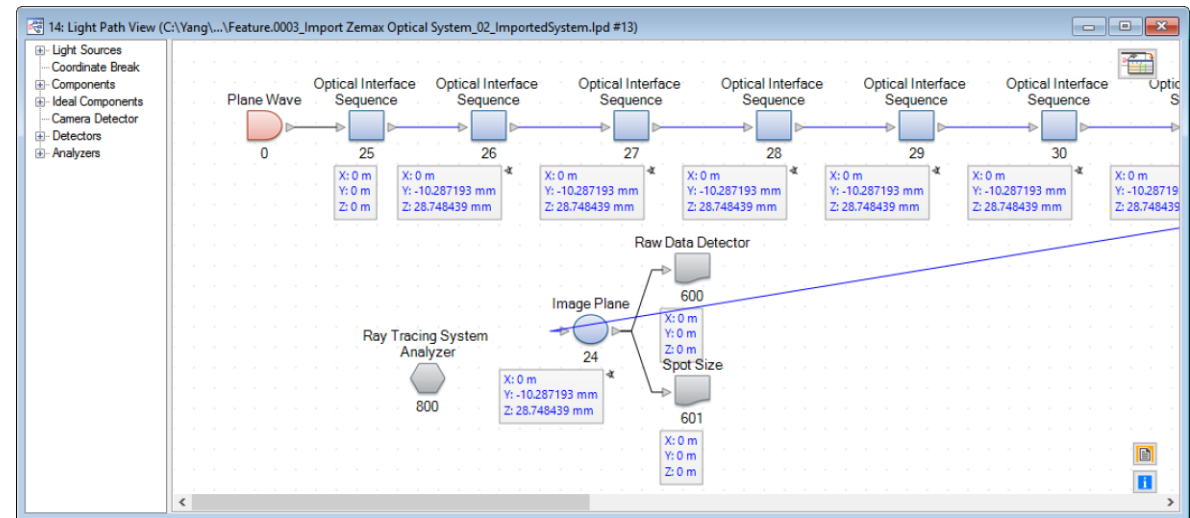 14: Light Path View (C:\Yang\...\Feature.0003_Import Zemax Optical System_02_ImportedSystem.lpd #13)
Light Sources
Coordinate Break
Components
Ideal Components
Camera Detector
Detectors
Analyzers
Plane Wave
0
Optical Interface
Sequence
25
X: 0 m
Y: 0 m
Z: 0 m
Optical Interface
Sequence
26
X: 0 m
Y: -10.287193 mm
Z: 28.748439 mm
Optical Interface
Sequence
27
X: 0 m
Y: -10.287193 mm
Z: 28.748439 mm
Optical Interface
Sequence
28
X: 0 m
Y: -10.287193 mm
Z: 28.748439 mm
Optical Interface
Sequence
29
X: 0 m
Y: -10.287193 mm
Z: 28.748439 mm
Optical Interface
Sequence
30
X: 0 m
Y: -10.287193 mm
Z: 28.748439 mm
Optic
S
X: 0 m
Y: -10.28719
Z: 28.748439
Raw Data Detector
600
X: 0 m
Y: 0 m
Z: 0 m
Image Plane
24
X: 0 m
Y: -10.287193 mm
Z: 28.748439 mm
Ray Tracing System
Analyzer
800
Spot Size
601
X: 0 m
Y: 0 m
Z: 0 m